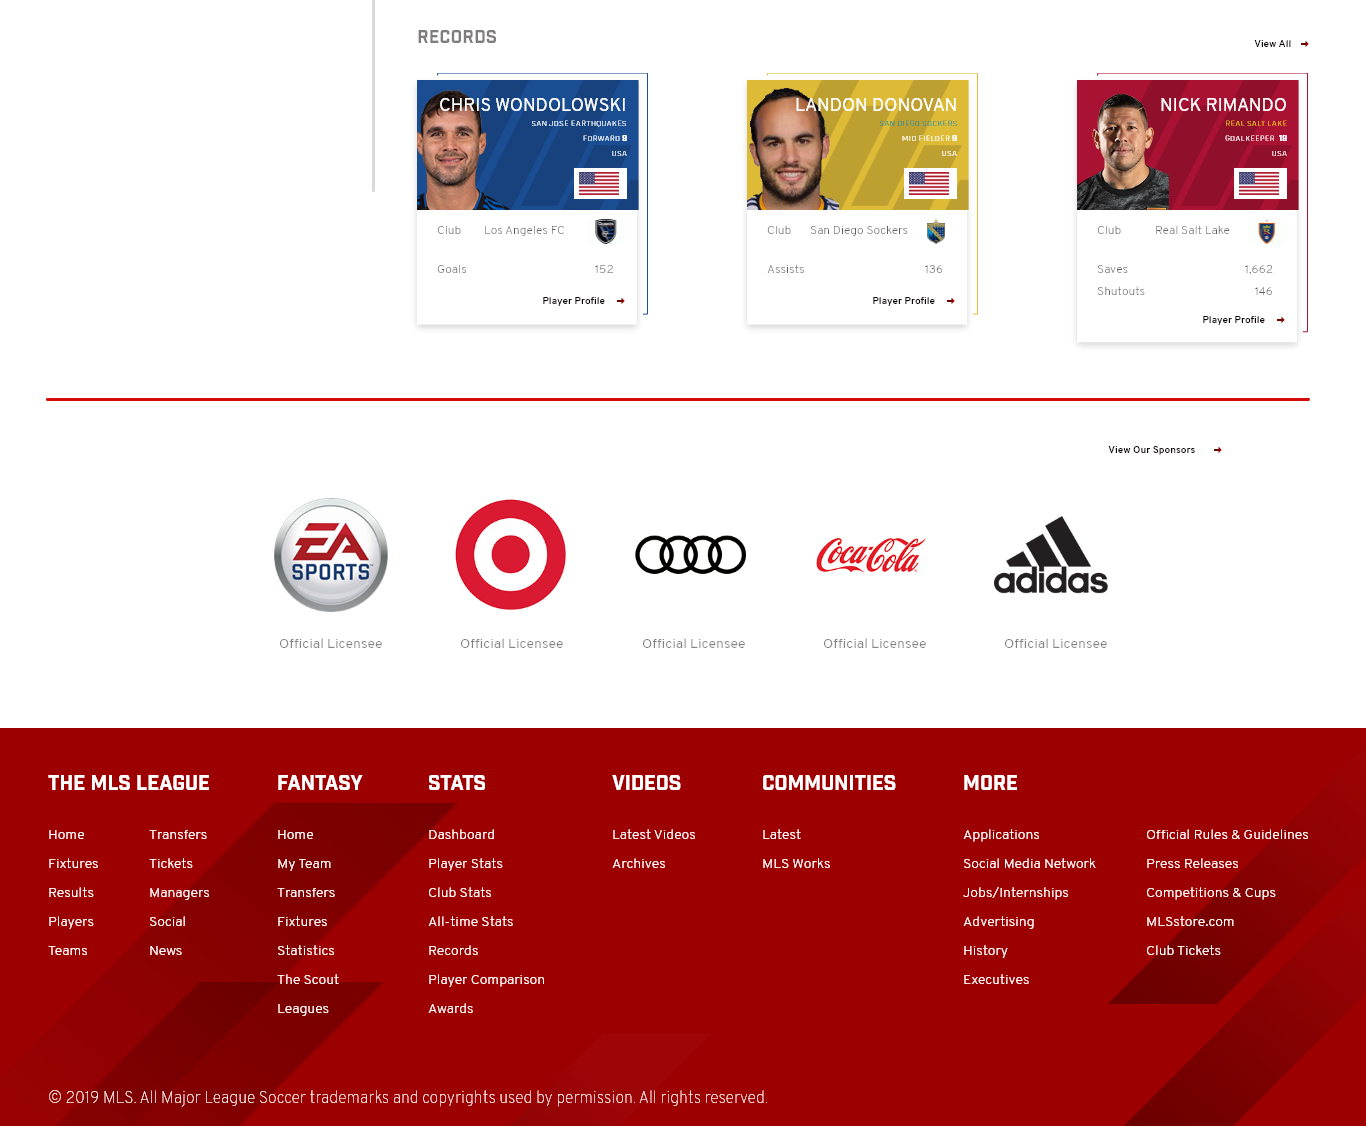 RECORDS
View All
CHRIS WONDOLOWSKI
SAN JOSE EARTHQUAKES
FORWARD 8
USA
Club Los Angeles FC
Goals 152
Player Profile
LANDON DONOVAN
SAN DIEGO SOCKERS
MID FIELDER 9
USA
Club San Diego Sockers
Assists 136
Player Profile
NICK RIMANDO
REAL SALT LAKE
GOALKEEPER 18
USA
Club Real Salt Lake
Saves 1,662
Shutouts 146
Player Profile
View Our Sponsors
EA
SPORTS
Coca-Cola
adidas
Official Licensee Official Licensee Official Licensee Official Licensee Official Licensee
THE MLS LEAGUE
Home
Fixtures
Results
Players
Teams
Transfers
Tickets
Managers
Social
News
FANTASY
Home
My Team
Transfers
Fixtures
Statistics
The Scout
Leagues
STATS
Dashboard
Player Stats
Club Stats
All-time Stats
Records
Player Comparison
Awards
VIDEOS
Latest Videos
Archives
COMMUNITIES
Latest
MLS Works
MORE
Applications
Social Media Network
Jobs/Internships
Advertising
History
Executives
Official Rules & Guidelines
Press Releases
Competitions & Cups
MLSstore.com
Club Tickets
© 2019 MLS. All Major League Soccer trademarks and copyrights used by permission. All rights reserved.